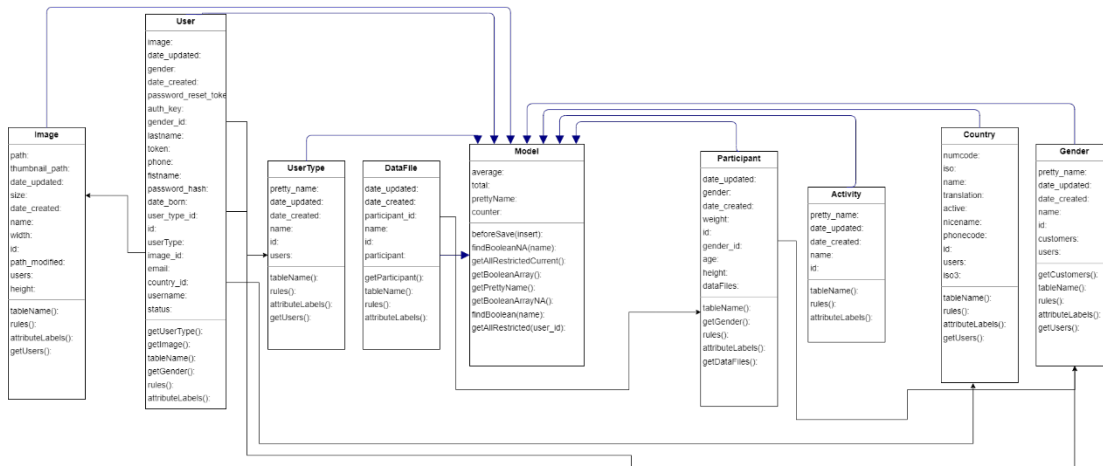 Image
path:
thumbnail_path:
date_updated:
size:
date_created:
name:
width:
id:
path_modified:
users:
height:
tableName():
rules():
attributeLabels():
getUsers():
User
image:
date_updated:
gender:
date_created:
password_reset_toke
auth_key:
gender_id:
lastname:
token:
phone:
fistname:
password_hash:
date_born:
user_type_id:
id:
userType:
image_id:
email:
country_id:
username:
status:
getUserType():
getImage():
tableName():
getGender():
rules():
attributeLabels():
UserType
pretty_name:
date_updated:
date_created:
name:
id:
users:
tableName():
rules():
attributeLabels():
getUsers():
DataFile
date_updated:
date_created:
participant_id:
name:
id:
participant:
getParticipant():
tableName():
rules():
attributeLabels():
Model
average:
total:
prettyName:
counter:
beforeSave(insert):
findBooleanNA(name):
getAllRestrictedCurrent():
getBooleanArray():
getPrettyName():
getBooleanArrayNA():
findBoolean(name):
getAllRestricted(user_id):
Participant
date_updated:
gender:
date_created:
weight:
id:
gender_id:
age:
height:
dataFiles:
tableName():
getGender():
rules():
attributeLabels():
getDataFiles():
Activity
pretty_name:
date_updated:
date_created:
name:
id:
tableName():
rules():
attributeLabels():
Country
numcode:
iso:
name:
translation:
active:
nicename:
phonecode:
id:
users:
iso3:
tableName():
rules():
attributeLabels():
getUsers():
Gender
pretty_name:
date_updated:
date_created:
name:
id:
customers:
users:
getCustomers():
tableName():
rules():
attributeLabels():
getUsers():